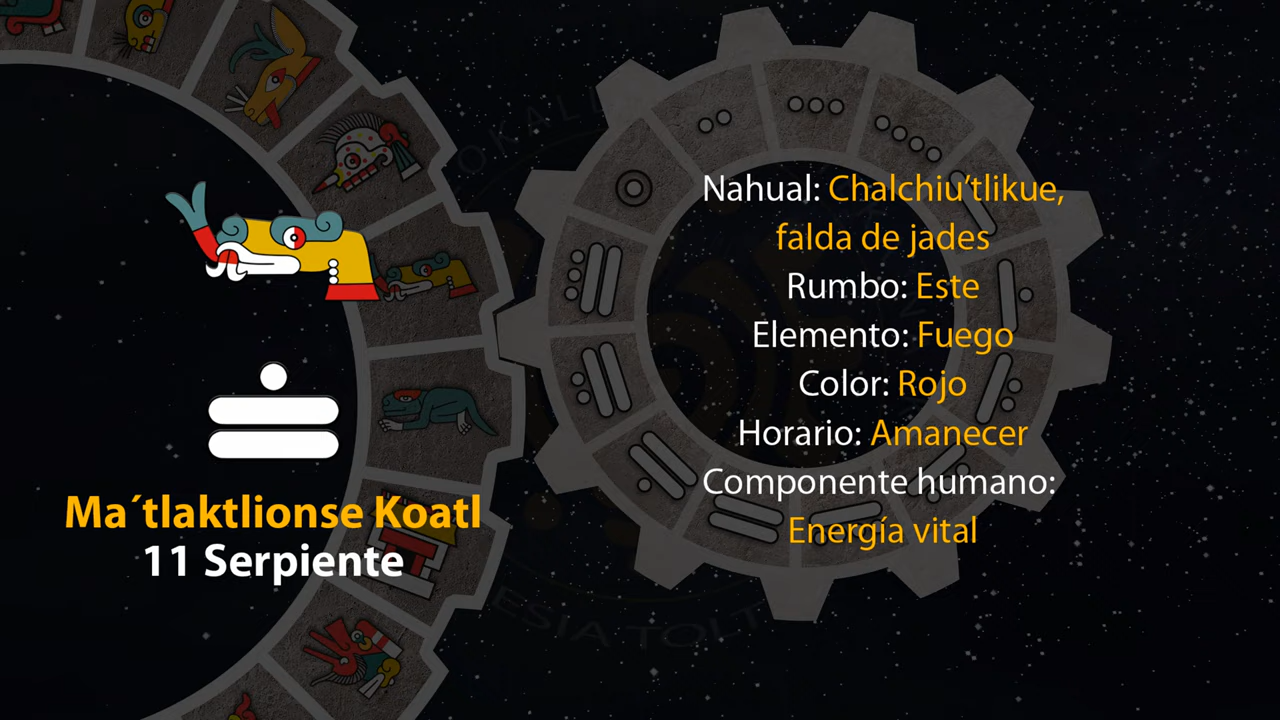 Ma´tlaktlionse Koatl
11 Serpiente
Nahual: Chalchiu’tlikue,
falda de jades
Rumbo: Este
Elemento: Fuego
Color: Rojo
Horario: Amanecer
Componente humano:
Energía vital